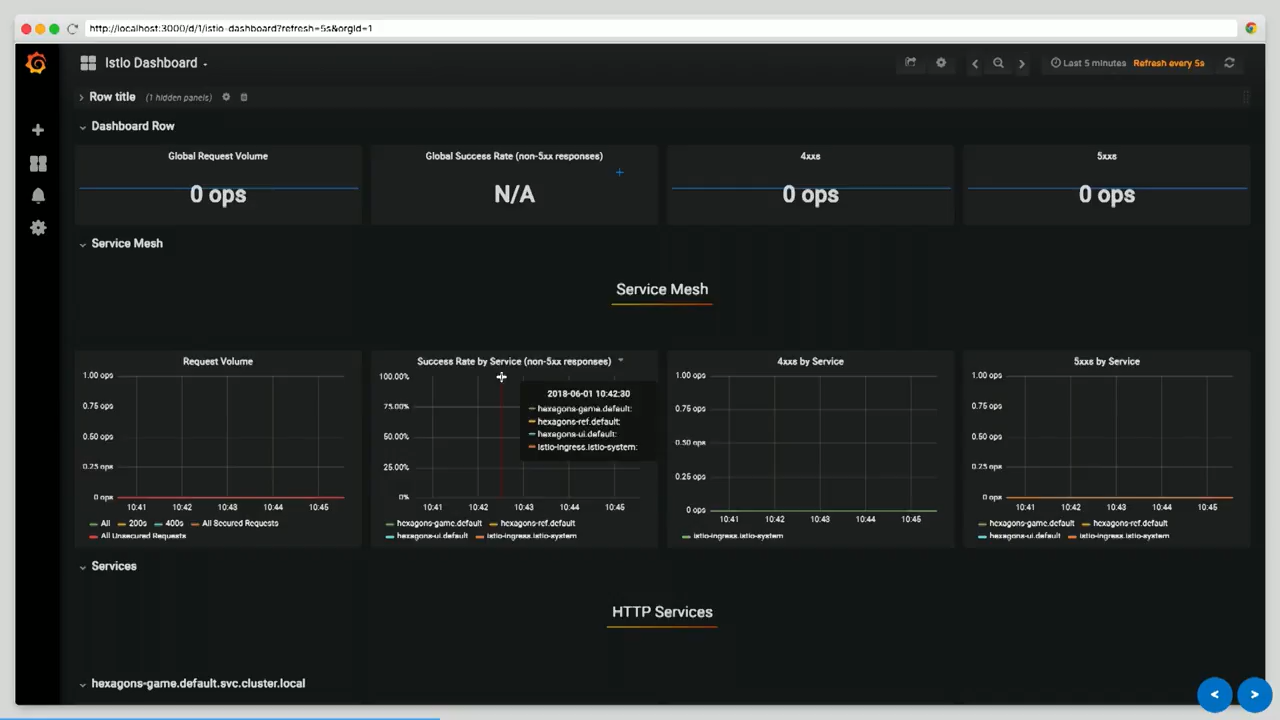 http://localhost:3000/d/1/istio-dashboard?refresh=5s&orgId=1
Istio Dashboard
Last 5 minutes Refresh every 5s
Row title (1 hidden panels)
Dashboard Row
Global Request Volume
0 ops
Global Success Rate (non-5xx responses)
N/A
4xxs
0 ops
5xxs
0 ops
Service Mesh
Service Mesh
Request Volume
1.00 ops
0.75 ops
0.50 ops
0.25 ops
0 ops
10:41 10:42 10:43 10:44 10:45
All 200s 400s All Secured Requests
All Unsecured Requests
Success Rate by Service (non-5xx responses)
100.00%
75.00%
50.00%
25.00%
0%
10:41 10:42 10:43 10:44 10:45
2018-06-01 10:42:30
hexagons-game.default:
hexagons-ref.default:
hexagons-ui.default:
istio-ingress.istio-system:
hexagons-game.default hexagons-ref.default
hexagons-ui.default istio-ingress.istio-system
4xxs by Service
1.00 ops
0.75 ops
0.50 ops
0.25 ops
0 ops
10:41 10:42 10:43 10:44 10:45
istio-ingress.istio-system
5xxs by Service
1.00 ops
0.75 ops
0.50 ops
0.25 ops
0 ops
10:41 10:42 10:43 10:44 10:45
hexagons-game.default hexagons-ref.default
hexagons-ui.default istio-ingress.istio-system
Services
HTTP Services
hexagons-game.default.svc.cluster.local